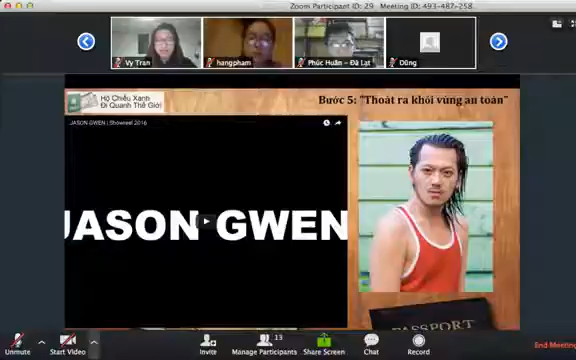 Zoom Participant ID: 29   Meeting ID: 493-487-258
Vy Tran
hangpham
Phúc Huân - Đà Lạt
Dũng
Hộ Chiếu Xanh
Đi Quanh Thế Giới
Bước 5: "Thoát ra khỏi vùng an toàn"
JASON GWEN | Showreel 2016
JASON GWEN
PASSPORT
13
Unmute
Start Video
Invite
Manage Participants
Share Screen
Chat
Record
End Meeting